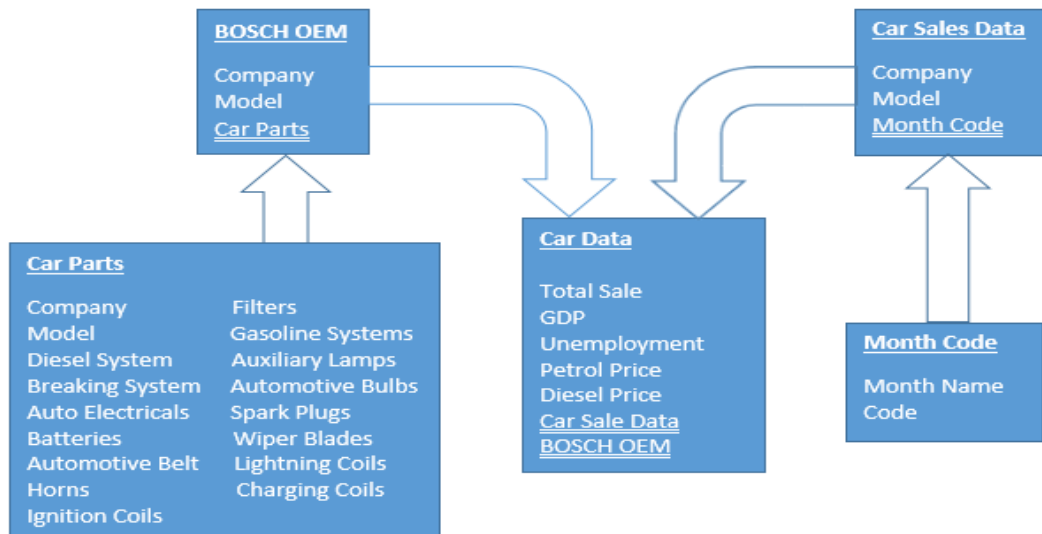 BOSCH OEM
Company
Model
Car Parts
Car Sales Data
Company
Model
Month Code
Car Parts
Company
Model
Diesel System
Breaking System
Auto Electricals
Batteries
Automotive Belt
Horns
Ignition Coils
Filters
Gasoline Systems
Auxiliary Lamps
Automotive Bulbs
Spark Plugs
Wiper Blades
Lightning Coils
Charging Coils
Car Data
Total Sale
GDP
Unemployment
Petrol Price
Diesel Price
Car Sale Data
BOSCH OEM
Month Code
Month Name
Code